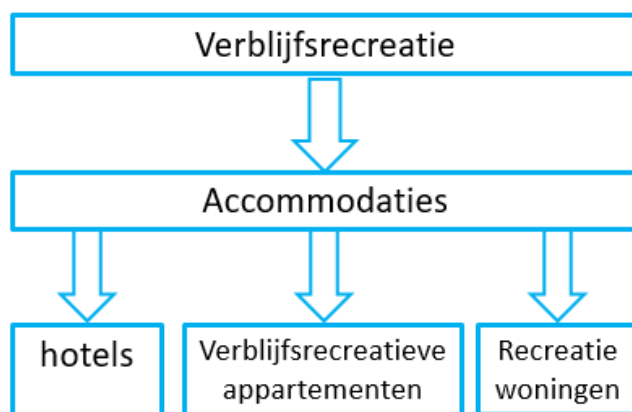 Verblijfsrecreatie
Accommodaties
hotels
Verblijfsrecreatieve
appartementen
Recreatie
woningen